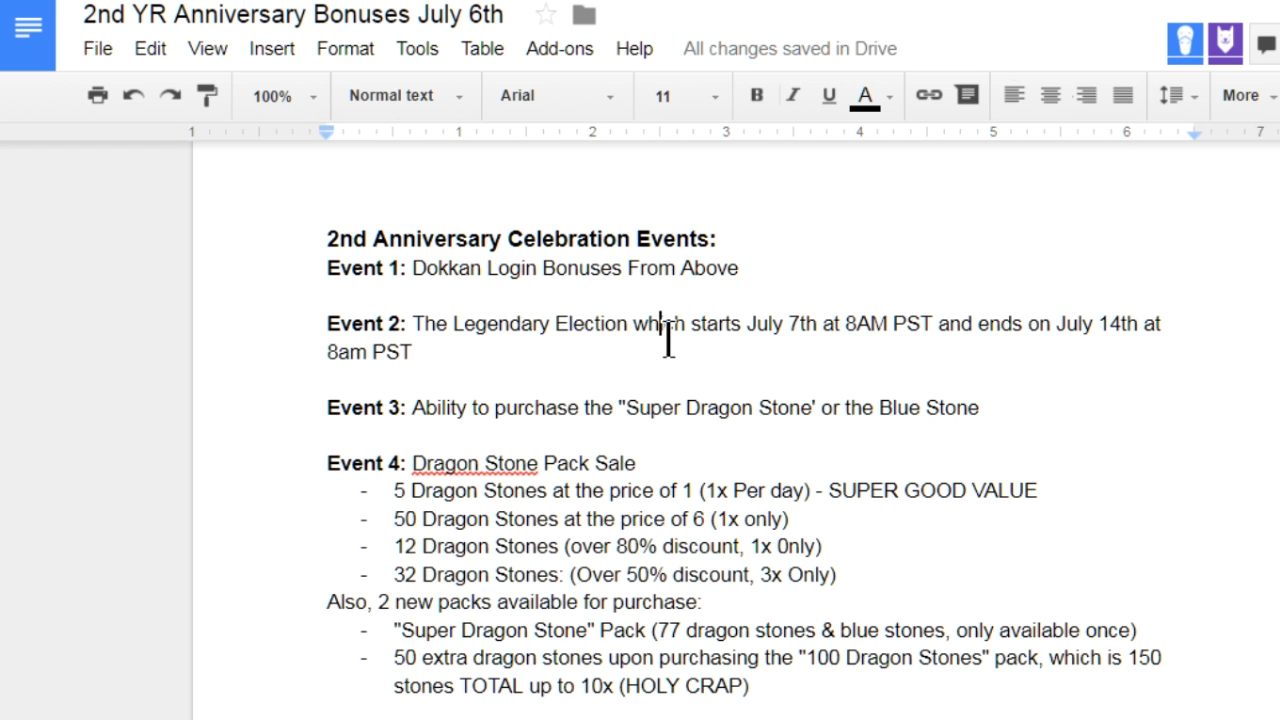 2nd YR Anniversary Bonuses July 6th
File Edit View Insert Format Tools Table Add-ons Help All changes saved in Drive
100% Normal text Arial 11 B I U A More
1 1 2 3 4 5 6 7
2nd Anniversary Celebration Events:
Event 1: Dokkan Login Bonuses From Above
Event 2: The Legendary Election which starts July 7th at 8AM PST and ends on July 14th at
8am PST
Event 3: Ability to purchase the "Super Dragon Stone' or the Blue Stone
Event 4: Dragon Stone Pack Sale
- 5 Dragon Stones at the price of 1 (1x Per day) - SUPER GOOD VALUE
- 50 Dragon Stones at the price of 6 (1x only)
- 12 Dragon Stones (over 80% discount, 1x 0nly)
- 32 Dragon Stones: (Over 50% discount, 3x Only)
Also, 2 new packs available for purchase:
- "Super Dragon Stone" Pack (77 dragon stones & blue stones, only available once)
- 50 extra dragon stones upon purchasing the "100 Dragon Stones" pack, which is 150
stones TOTAL up to 10x (HOLY CRAP)